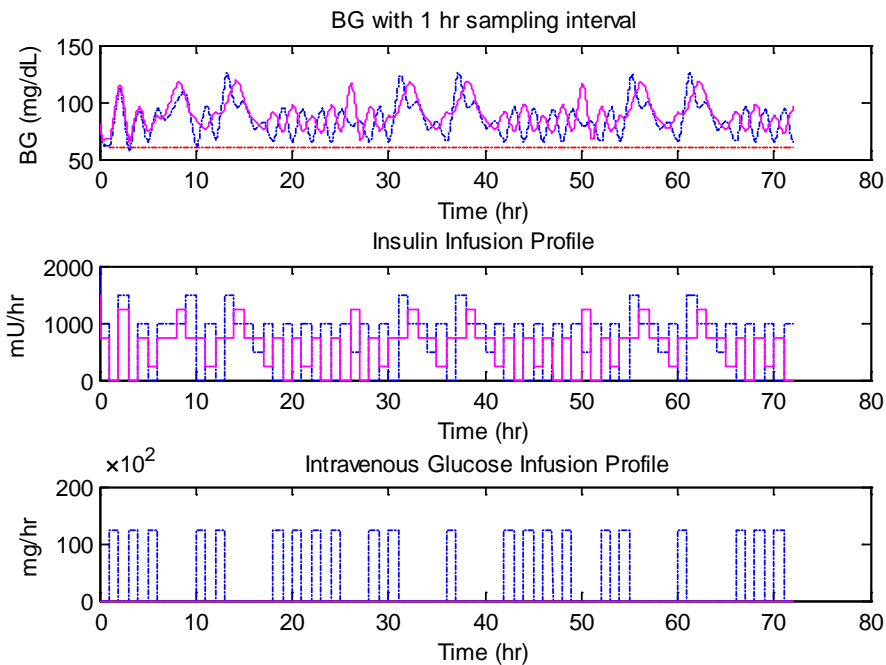 BG with 1 hr sampling interval
150
100
50
BG (mg/dL)
0 10 20 30 40 50 60 70 80
Time (hr)
Insulin Infusion Profile
2000
1000
0
mU/hr
0 10 20 30 40 50 60 70 80
Time (hr)
×10²
Intravenous Glucose Infusion Profile
200
100
0
mg/hr
0 10 20 30 40 50 60 70 80
Time (hr)